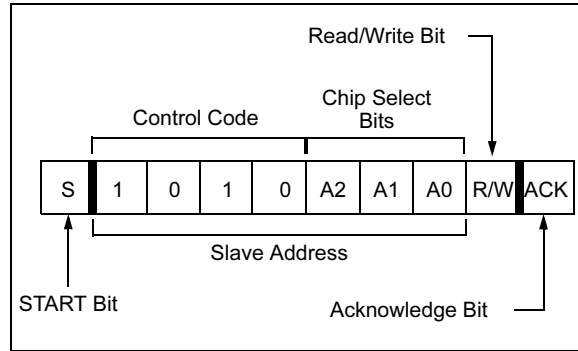 Read/Write Bit
Chip Select
Control Code Bits
S 1 0 1 0 A2 A1 A0 R/W ACK
Slave Address
START Bit
Acknowledge Bit